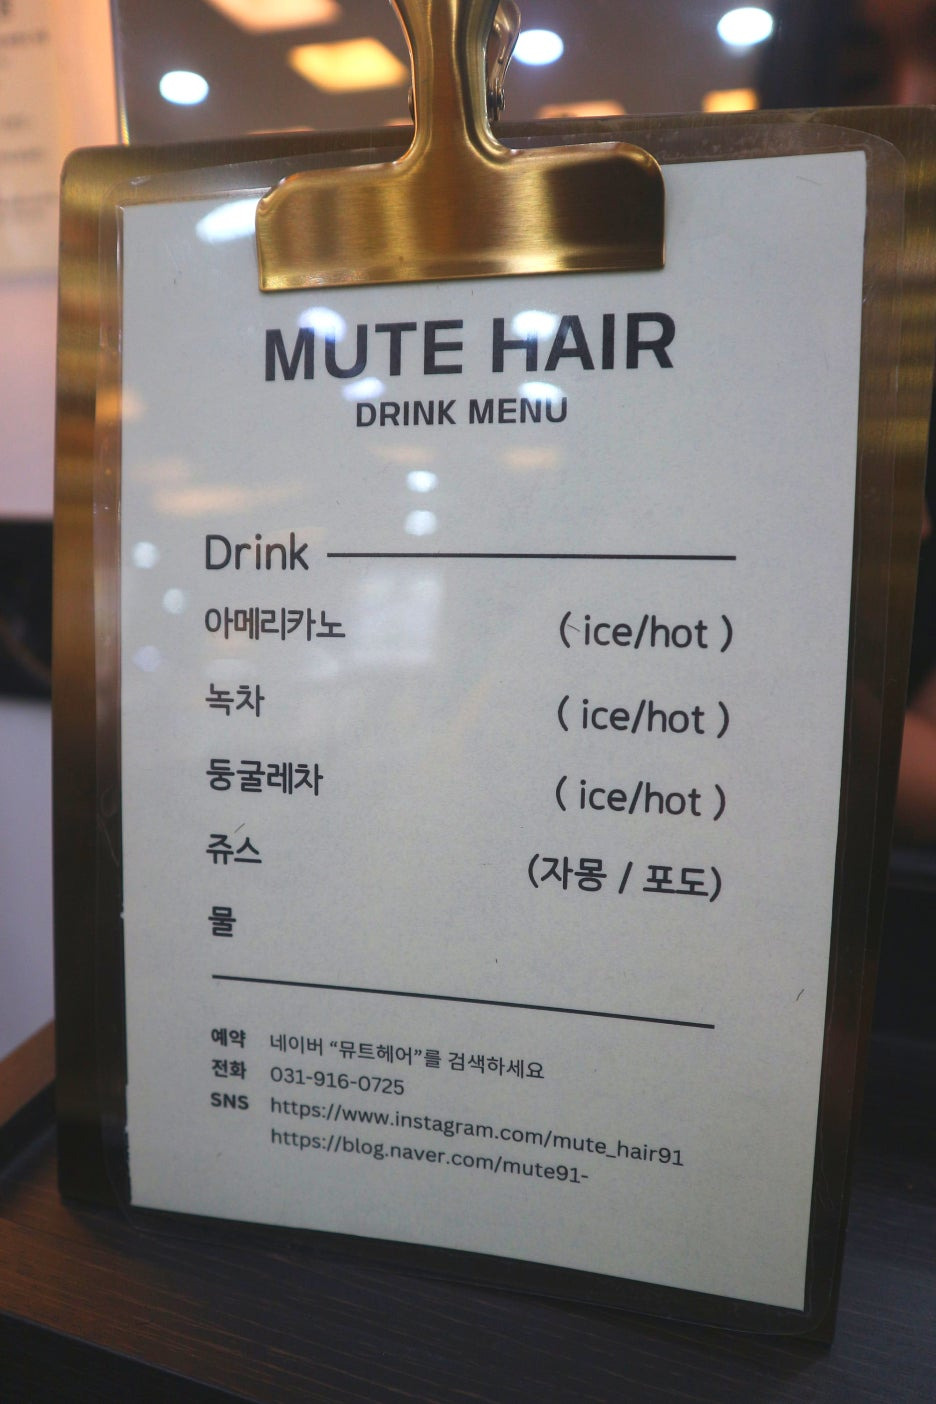 MUTE HAIR
DRINK MENU
Drink
아메리카노 ( ice/hot )
녹차 ( ice/hot )
둥굴레차 ( ice/hot )
쥬스 (자몽 / 포도)
물
예약 네이버 “뮤트헤어”를 검색하세요
전화 031-916-0725
SNS https://www.instagram.com/mute_hair91
https://blog.naver.com/mute91-